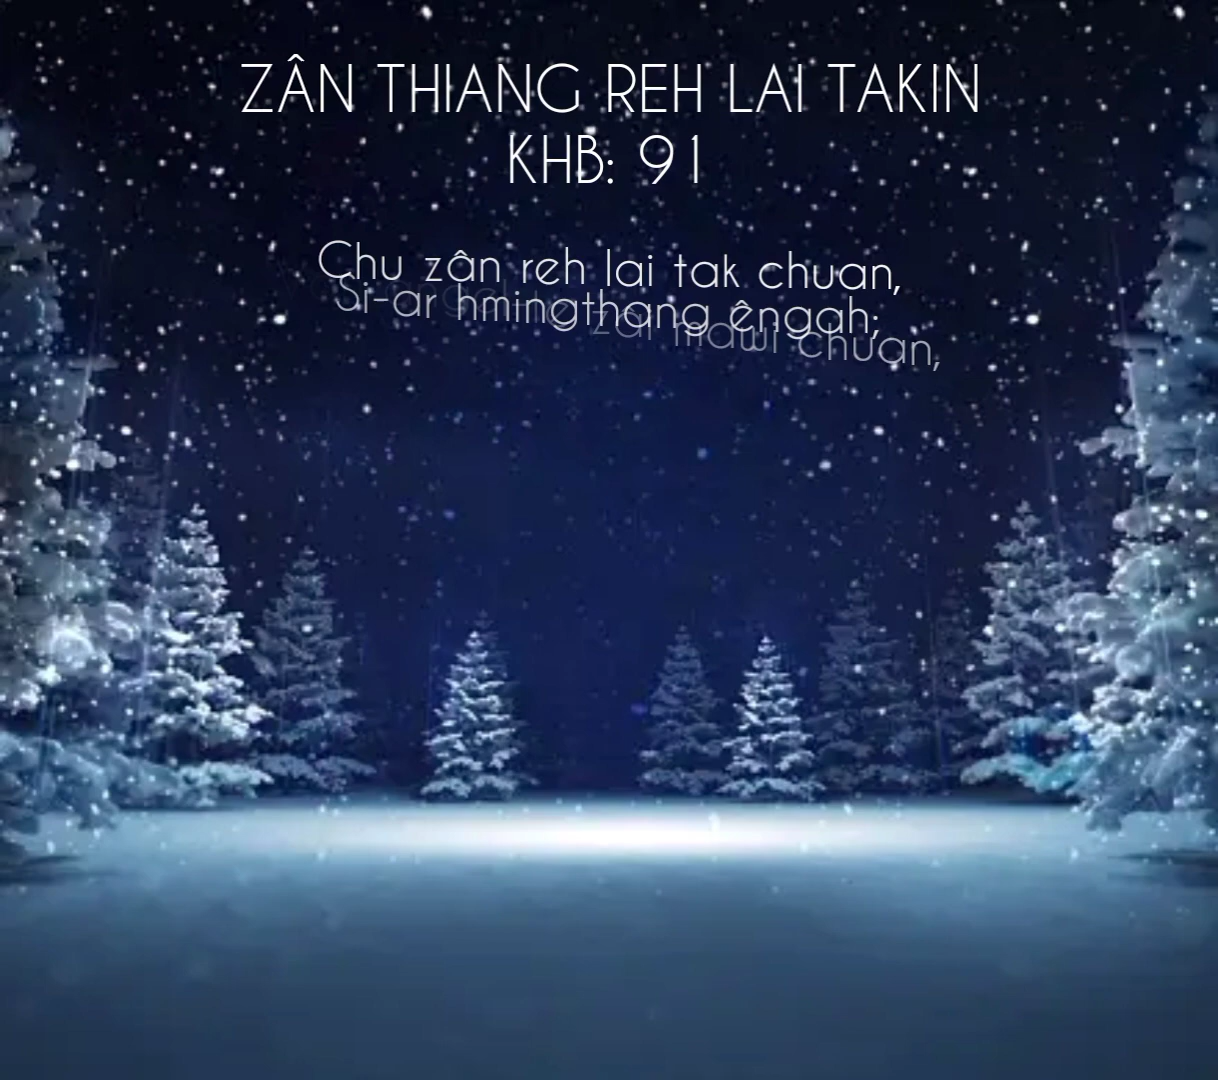 ZÂN THIANG REH LAI TAKIN
KHB: 91
Chu zân reh lai tak chuan,
Si-ar hmingthang êngah;
zai mawi chuan,